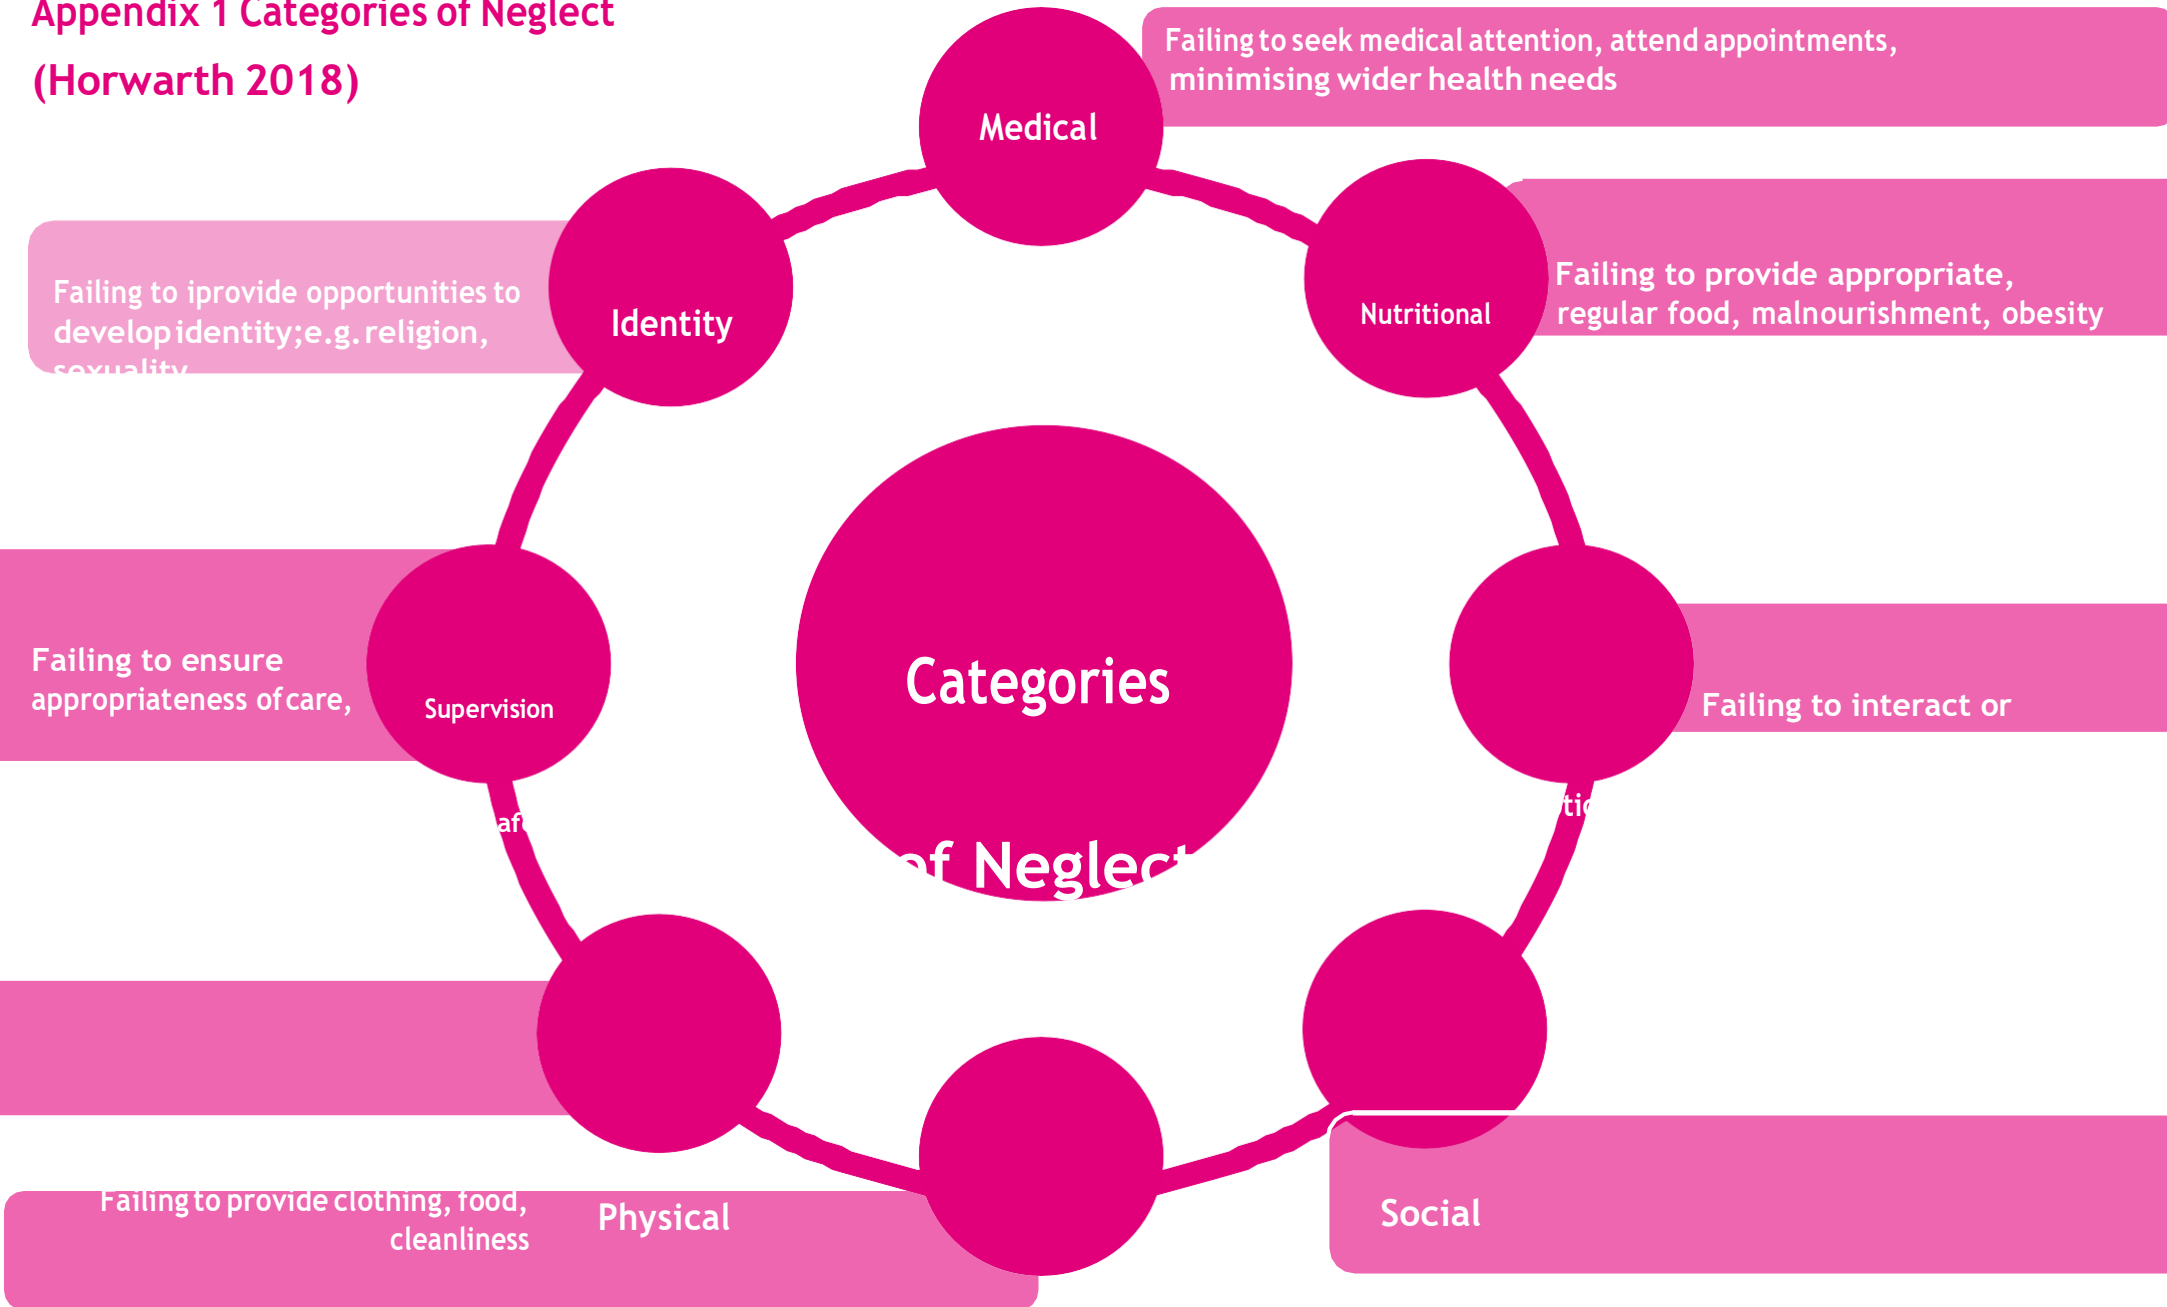 Appendix 1 Categories of Neglect
(Horwarth 2018)
Failing to seek medical attention, attend appointments,
minimising wider health needs
Medical
Failing to iprovide opportunities to
develop identity;e.g. religion,
sexuality
Identity
Nutritional
Failing to provide appropriate,
regular food, malnourishment, obesity
Failing to ensure
appropriateness of care,
Supervision
Categories
of Neglect
Failing to interact or
Failing to provide clothing, food,
cleanliness
Physical
Social